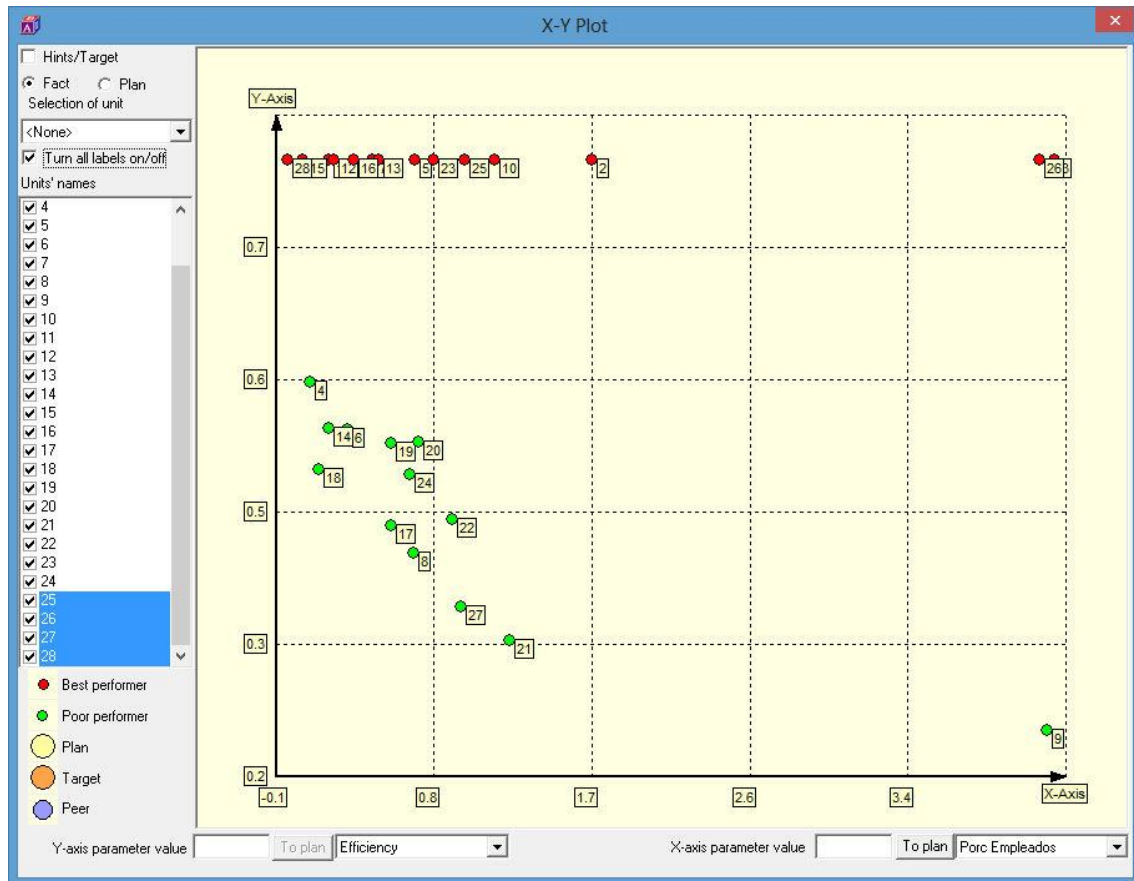 X-Y Plot
Hints/Target
Fact Plan
Selection of unit
<None>
Turn all labels on/off
Units' names
4
5
6
7
8
9
10
11
12
13
14
15
16
17
18
19
20
21
22
23
24
25
26
27
28
Best performer
Poor performer
Plan
Target
Peer
Y-Axis
28 15 12 16 13 5 23 25 10 2 26 3
0.7
0.6
4
14 6 19 20
18 24
0.5
17 22
8
27
0.3
21
9
0.2
-0.1 0.8 1.7 2.6 3.4 X-Axis
Y-axis parameter value To plan Efficiency X-axis parameter value To plan Porc Empleados